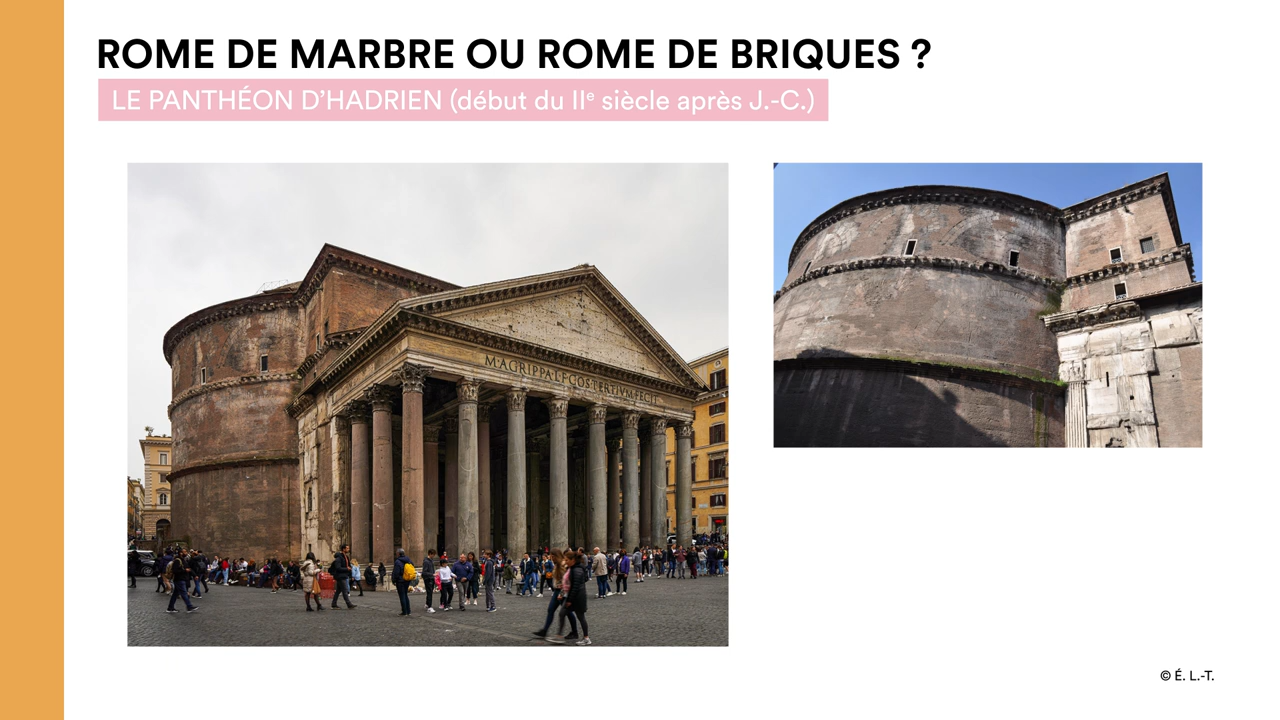 ROME DE MARBRE OU ROME DE BRIQUES ?
LE PANTHÉON D’HADRIEN (début du IIᵉ siècle après J.-C.)
M·AGRIPPA·L·F·COS·TERTIVM·FECIT
© É. L.-T.